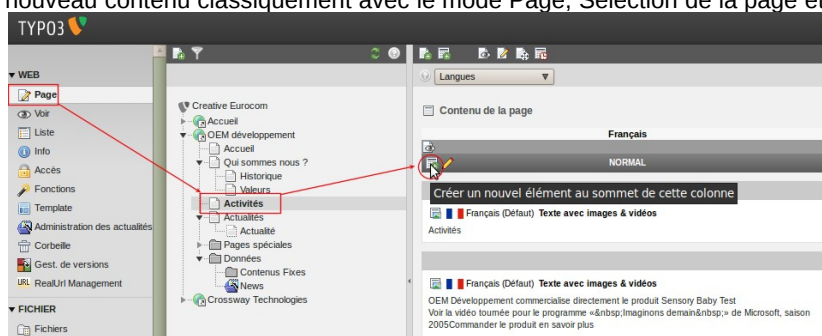 nouveau contenu classiquement avec le mode Page, Sélection de la page et
TYPO3
WEB
Page
Voir
Liste
Info
Accès
Fonctions
Template
Administration des actualités
Corbeille
Gest. de versions
URL RealUrl Management
FICHIER
Fichiers
Creative Eurocom
Accueil
OEM développement
Accueil
Qui sommes nous ?
Historique
Valeurs
Activités
Actualités
Actualité
Pages spéciales
Données
Contenus Fixes
News
Crossway Technologies
Langues
Contenu de la page
Français
NORMAL
Créer un nouvel élément au sommet de cette colonne
Français (Défaut) Texte avec images & vidéos
Activités
Français (Défaut) Texte avec images & vidéos
OEM Développement commercialise directement le produit Sensory Baby Test
Voir la vidéo tournée pour le programme «&nbsp;Imaginons demain&nbsp;» de Microsoft, saison
2005Commander le produit en savoir plus